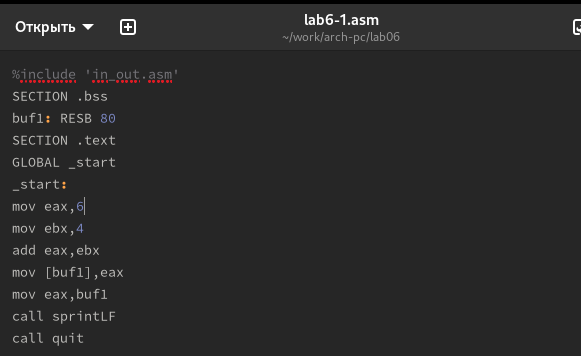 Открыть
lab6-1.asm
~/work/arch-pc/lab06
%include 'in_out.asm'
SECTION .bss
buf1: RESB 80
SECTION .text
GLOBAL _start
_start:
mov eax,6
mov ebx,4
add eax,ebx
mov [buf1],eax
mov eax,buf1
call sprintLF
call quit